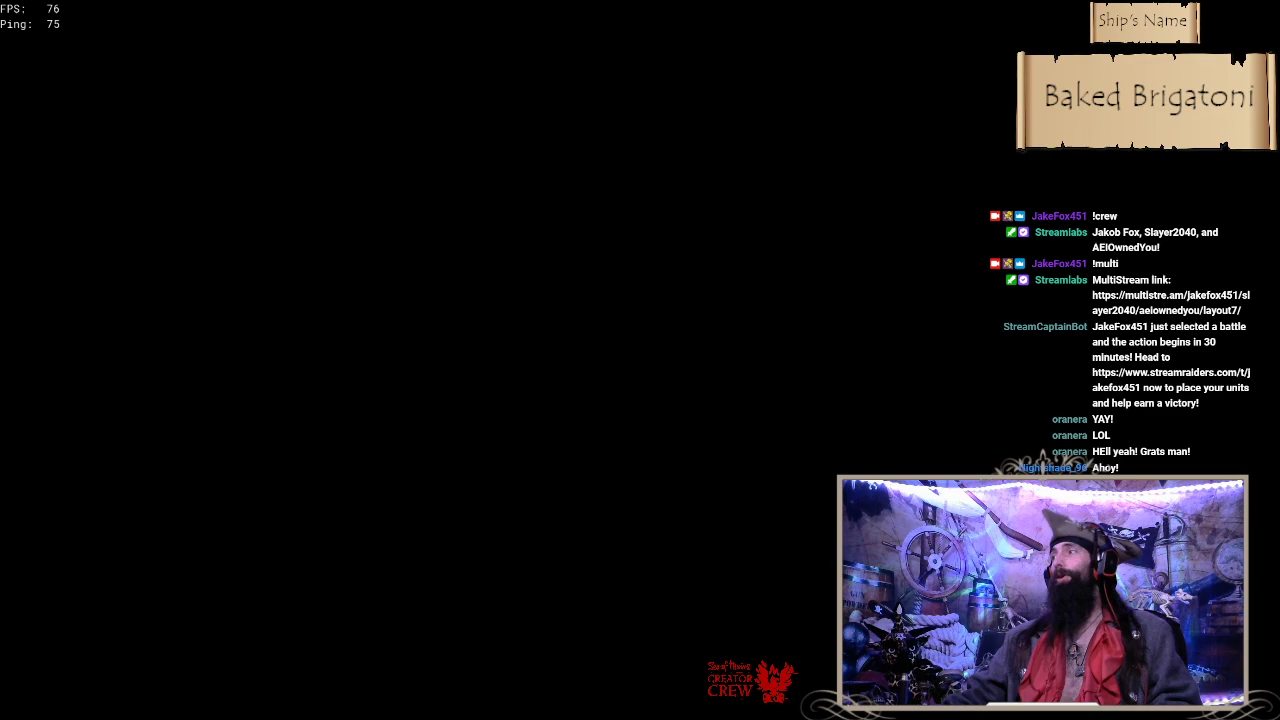 FPS: 76
Ping: 75
Ship's Name
Baked Brigatoni
JakeFox451 !crew
Streamlabs Jakob Fox, Slayer2040, and
AEIOwnedYou!
JakeFox451 !multi
Streamlabs MultiStream link:
https://multistre.am/jakefox451/sl
ayer2040/aeiownedyou/layout7/
StreamCaptainBot JakeFox451 just selected a battle
and the action begins in 30
minutes! Head to
https://www.streamraiders.com/t/j
akefox451 now to place your units
and help earn a victory!
oranera YAY!
oranera LOL
oranera HEll yeah! Grats man!
Nightshade_96 Ahoy!
GUN
Sea of Thieves
CREATOR
CREW